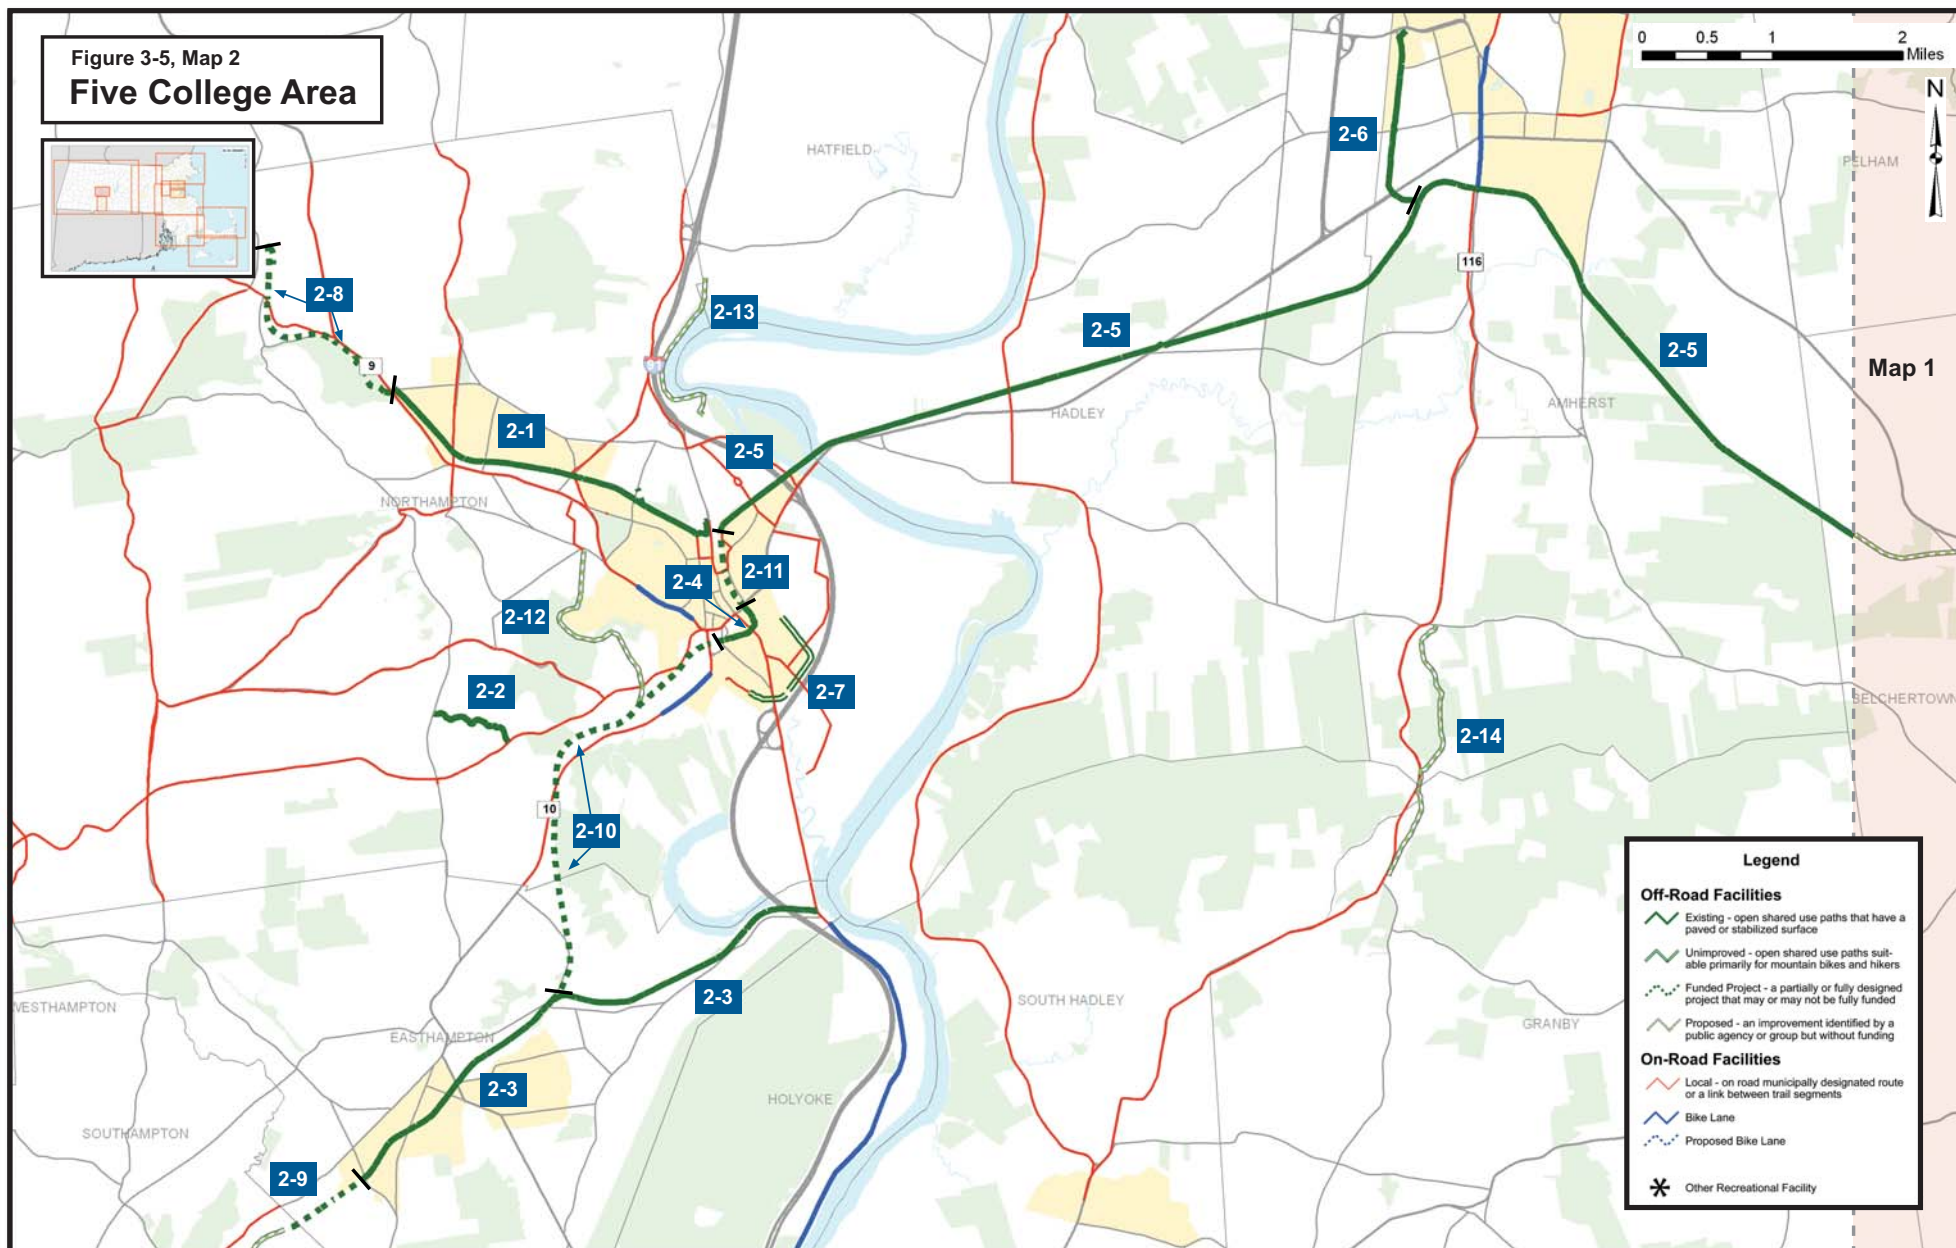 Figure 3-5, Map 2
Five College Area
0 0.5 1 2
Miles
N
HATFIELD
2-6
PELHAM
116
2-8
2-13
2-5
2-5
Map 1
9
HADLEY
AMHERST
2-1
2-5
NORTHAMPTON
2-11
2-4
2-12
2-2
2-7
BELCHERTOWN
2-14
10
2-10
2-3
WESTHAMPTON
SOUTH HADLEY
GRANBY
EASTHAMPTON
2-3
HOLYOKE
SOUTHAMPTON
2-9
Legend
Off-Road Facilities
Existing - open shared use paths that have a
paved or stabilized surface
Unimproved - open shared use paths suit-
able primarily for mountain bikes and hikers
Funded Project - a partially or fully designed
project that may or may not be fully funded
Proposed - an improvement identified by a
public agency or group but without funding
On-Road Facilities
Local - on road municipally designated route
or a link between trail segments
Bike Lane
Proposed Bike Lane
Other Recreational Facility